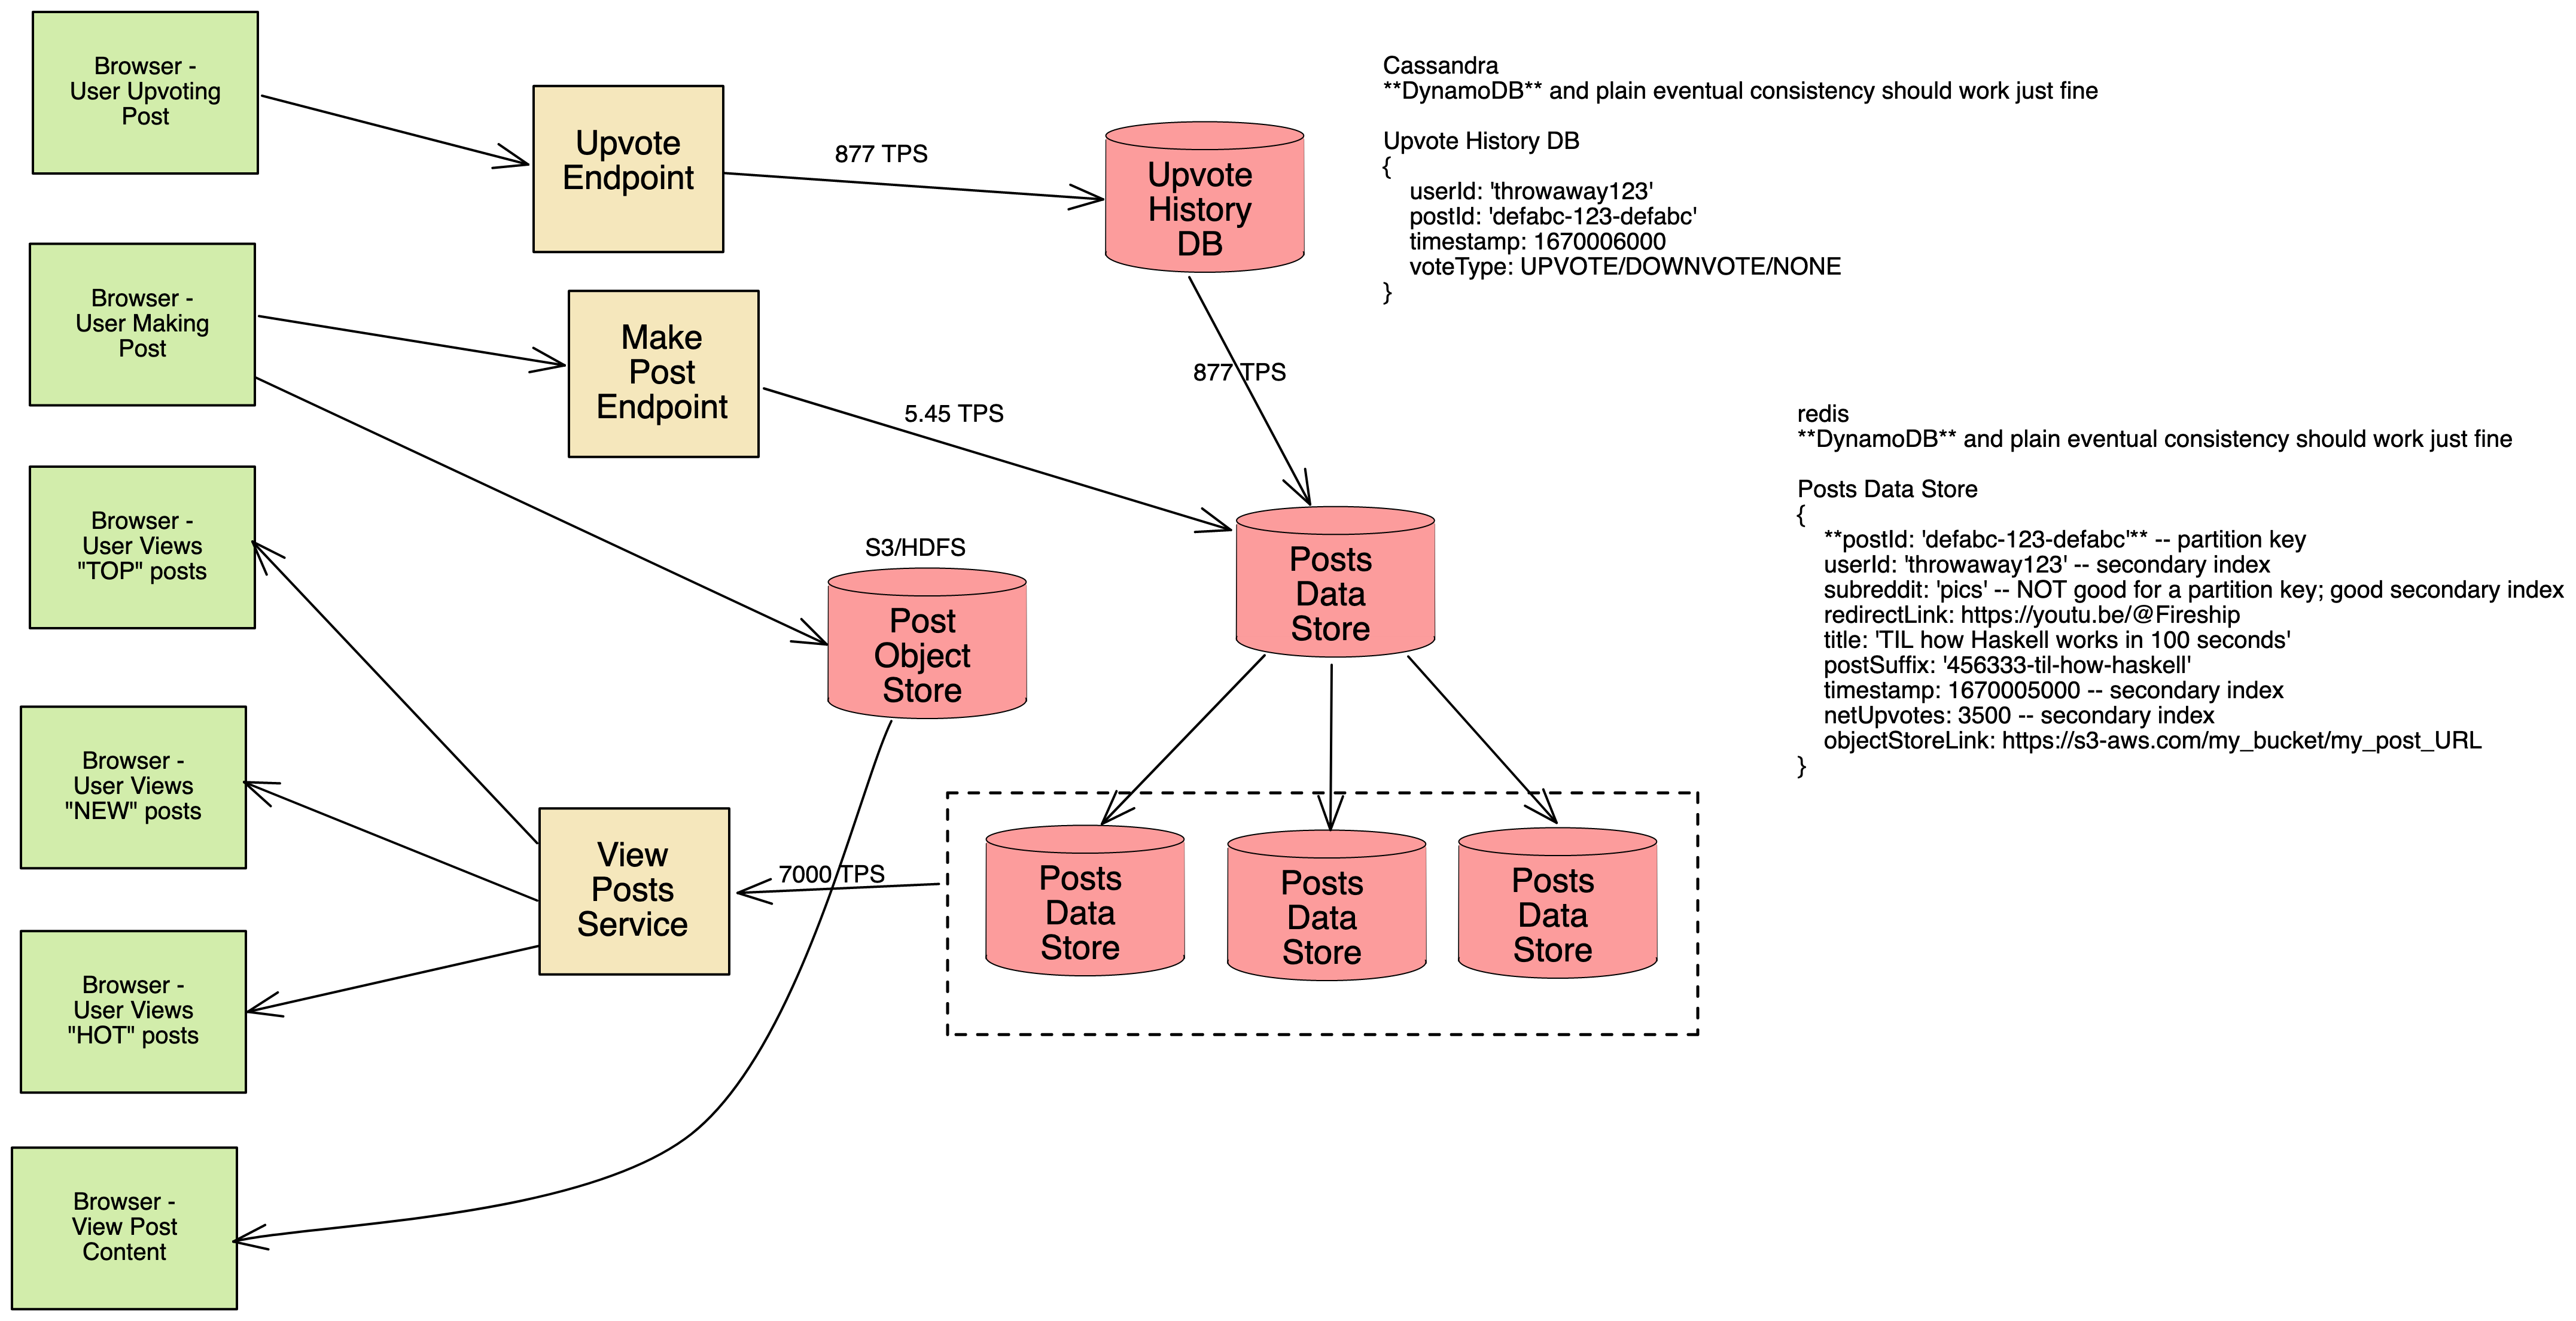 Browser -
User Upvoting
Post
Upvote
Endpoint
877 TPS
Upvote
History
DB
Cassandra
**DynamoDB** and plain eventual consistency should work just fine
Upvote History DB
{
userId: 'throwaway123'
postId: 'defabc-123-defabc'
timestamp: 1670006000
voteType: UPVOTE/DOWNVOTE/NONE
}
Browser -
User Making
Post
Make
Post
Endpoint
5.45 TPS
877 TPS
Posts
Data
Store
redis
**DynamoDB** and plain eventual consistency should work just fine
Posts Data Store
{
**postId: 'defabc-123-defabc'** -- partition key
userId: 'throwaway123' -- secondary index
subreddit: 'pics' -- NOT good for a partition key; good secondary index
redirectLink: https://youtu.be/@Fireship
title: 'TIL how Haskell works in 100 seconds'
postSuffix: '456333-til-how-haskell'
timestamp: 1670005000 -- secondary index
netUpvotes: 3500 -- secondary index
objectStoreLink: https://s3-aws.com/my_bucket/my_post_URL
}
Browser -
User Views
"TOP" posts
S3/HDFS
Post
Object
Store
Browser -
User Views
"NEW" posts
View
Posts
Service
7000 TPS
Posts
Data
Store
Posts
Data
Store
Posts
Data
Store
Browser -
User Views
"HOT" posts
Browser -
View Post
Content